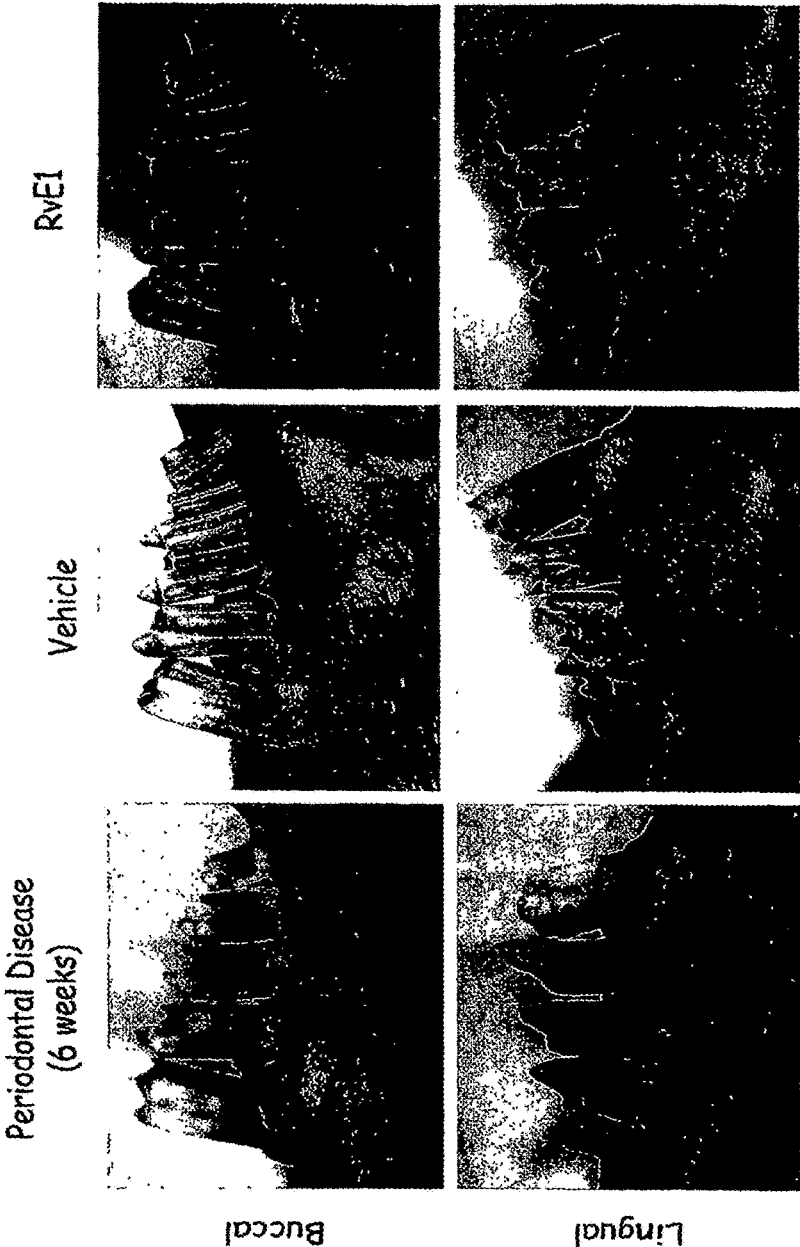 Periodontal Disease
(6 weeks)
Vehicle
RvE1
Buccal
Lingual